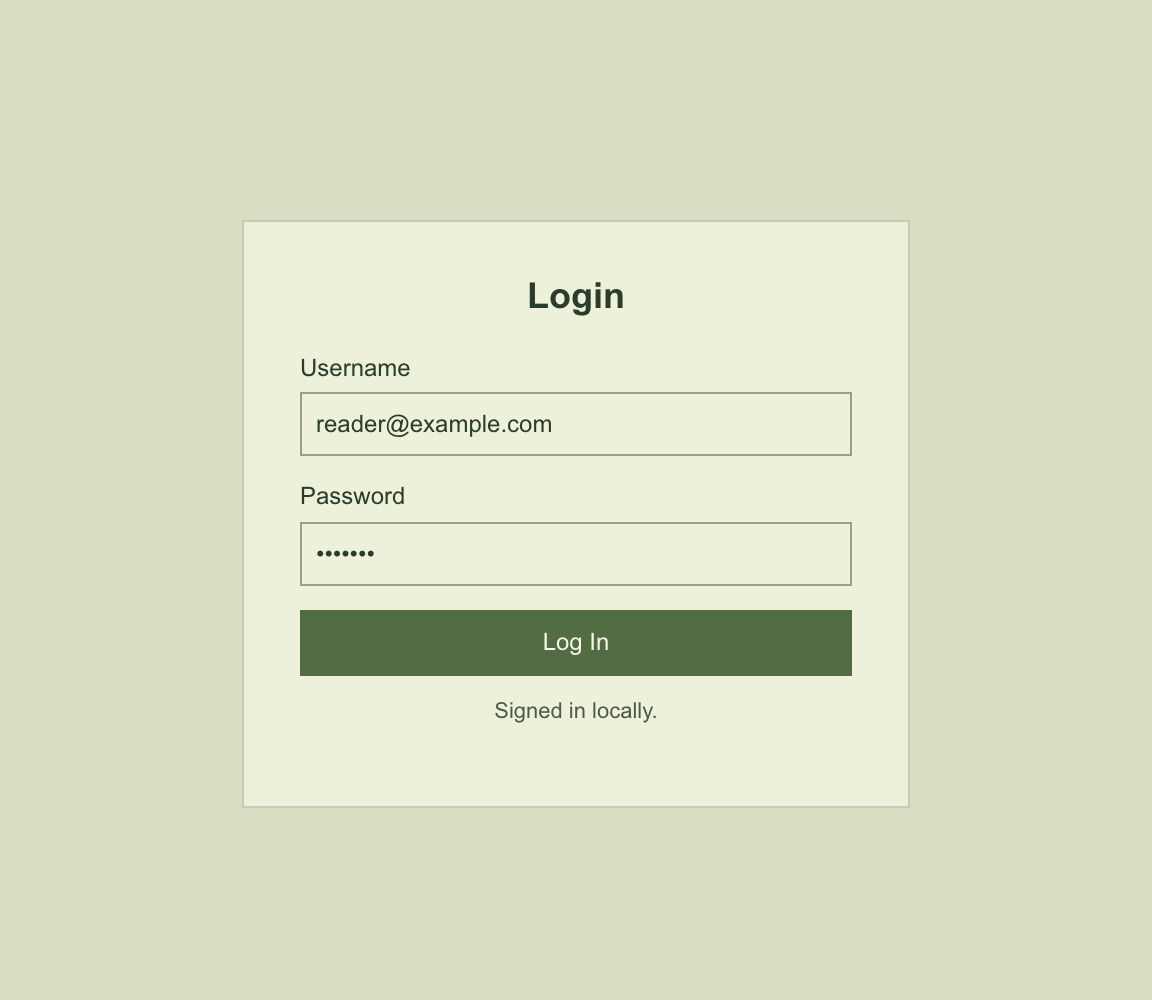 Login
Username
reader@example.com
Password
•••••••
Log In
Signed in locally.